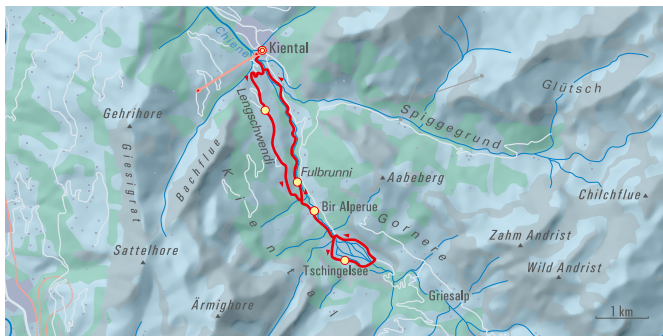 Chiene
Kiental
Glütsch
Gehrihore
Lengschwendi
Spiggegrund
Giesigrat
Bachflue
Fulbrunni
Aabeberg
Chilchflue
Kiental
Bir Alperue
Gornere
Zahm Andrist
Sattelhore
Tschingelsee
Wild Andrist
Griesalp
Ärmighore
1 km